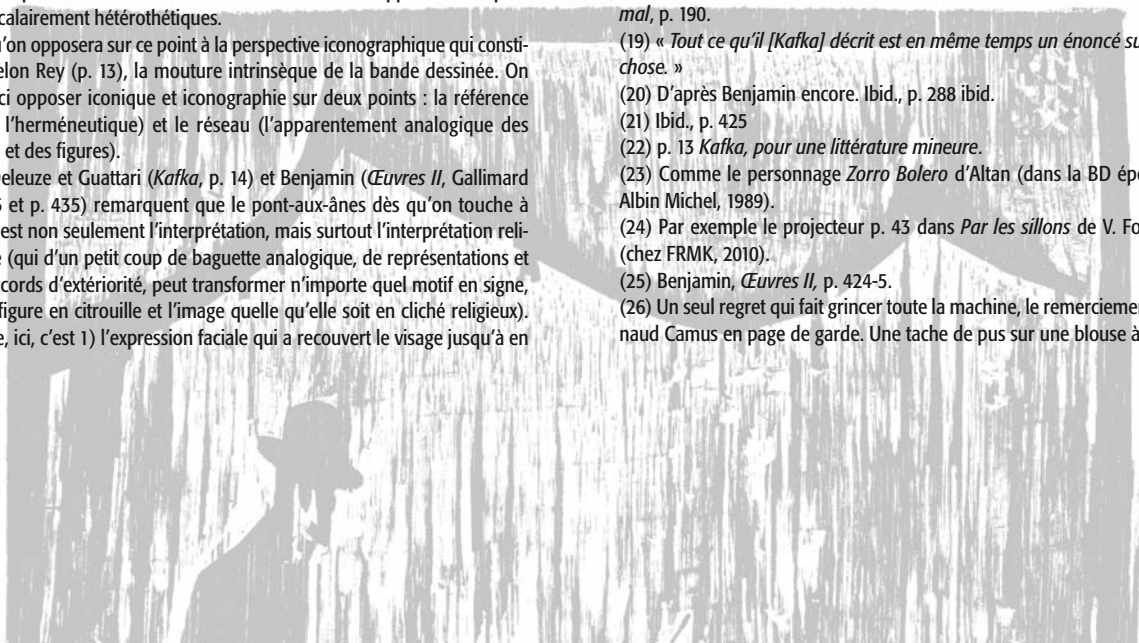 calairement hétérothétiques.
'on opposera sur ce point à la perspective iconographique qui consti-
elon Rey (p. 13), la mouture intrinsèque de la bande dessinée. On
ci opposer iconique et iconographie sur deux points : la référence
l'herméneutique) et le réseau (l'apparentement analogique des
et des figures).
eleuze et Guattari (Kafka, p. 14) et Benjamin (Œuvres II, Gallimard
et p. 435) remarquent que le pont-aux-ânes dès qu'on touche à
est non seulement l'interprétation, mais surtout l'interprétation reli-
(qui d'un petit coup de baguette analogique, de représentations et
cords d'extériorité, peut transformer n'importe quel motif en signe,
figure en citrouille et l'image quelle qu'elle soit en cliché religieux).
e, ici, c'est 1) l'expression faciale qui a recouvert le visage jusqu'à en
mal, p. 190.
(19) « Tout ce qu'il [Kafka] décrit est en même temps un énoncé su
chose. »
(20) D'après Benjamin encore. Ibid., p. 288 ibid.
(21) Ibid., p. 425
(22) p. 13 Kafka, pour une littérature mineure.
(23) Comme le personnage Zorro Bolero d'Altan (dans la BD épo
Albin Michel, 1989).
(24) Par exemple le projecteur p. 43 dans Par les sillons de V. Fo
(chez FRMK, 2010).
(25) Benjamin, Œuvres II, p. 424-5.
(26) Un seul regret qui fait grincer toute la machine, le remercieme
naud Camus en page de garde. Une tache de pus sur une blouse à